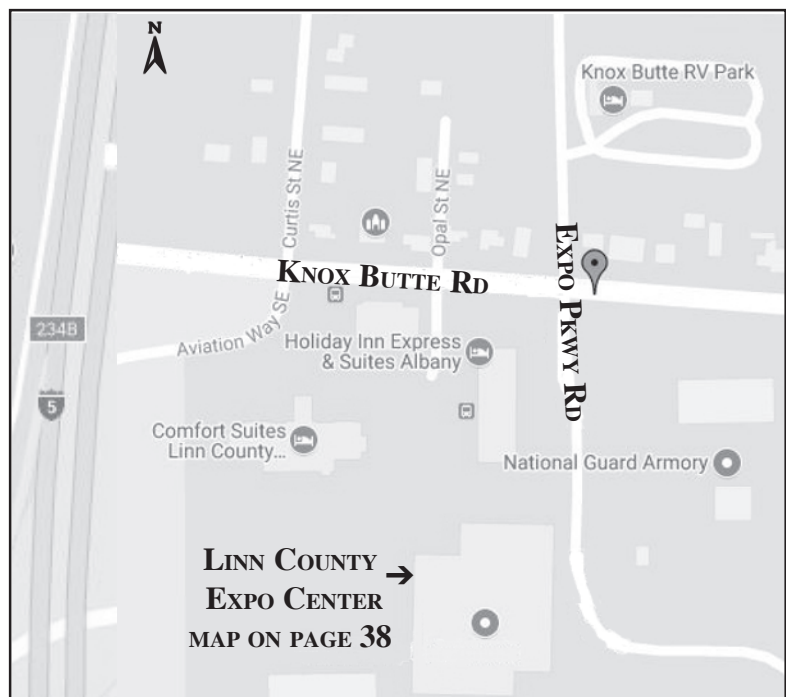 N
Knox Butte RV Park
Curtis St NE
Opal St NE
Expo Pkwy Rd
Knox Butte Rd
Aviation Way SE
234B
Holiday Inn Express
& Suites Albany
5
Comfort Suites
Linn County...
National Guard Armory
Linn County
Expo Center
map on page 38